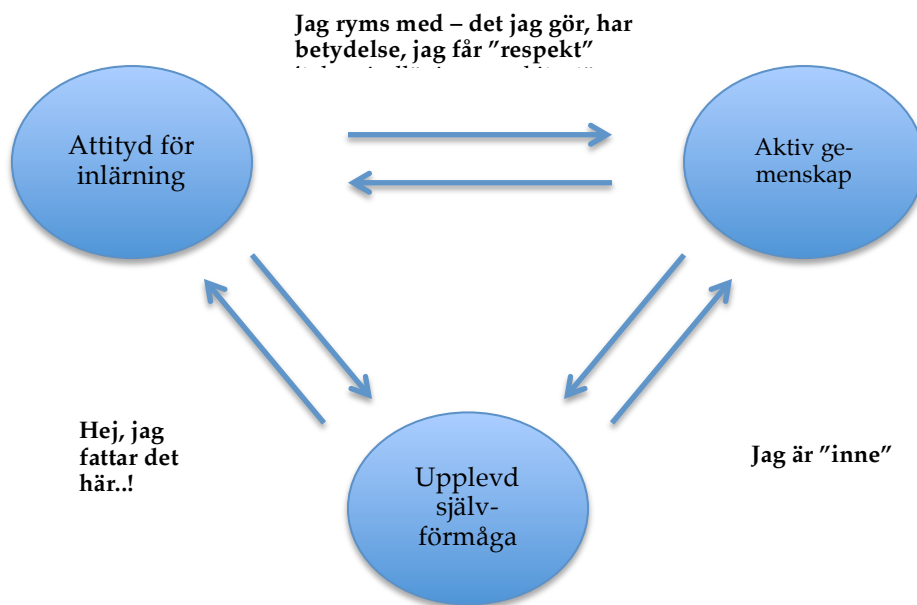 Jag ryms med – det jag gör, har
betydelse, jag får ”respekt”
Attityd för
inlärning
Aktiv ge-
menskap
Hej, jag
fattar det
här..!
Upplevd
själv-
förmåga
Jag är ”inne”